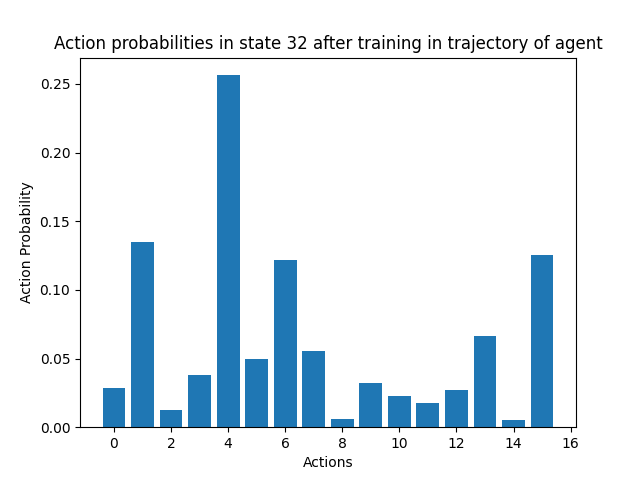 Action probabilities in state 32 after training in trajectory of agent
0.25
0.20
0.15
0.10
0.05
0.00
Action Probability
0 2 4 6 8 10 12 14 16
Actions